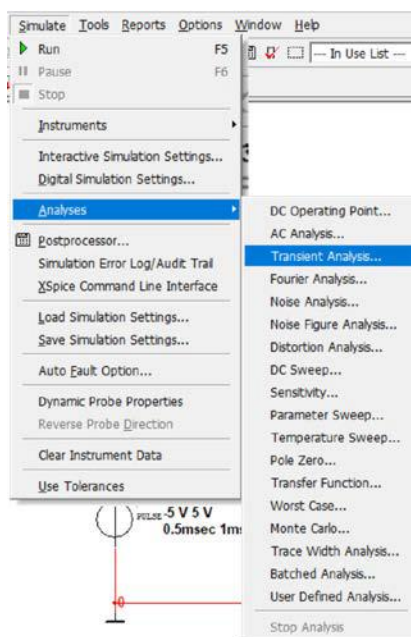 Simulate Tools Reports Options Window Help
Run F5
Pause F6
Stop
Instruments
Interactive Simulation Settings...
Digital Simulation Settings...
Analyses
Postprocessor...
Simulation Error Log/Audit Trail
XSpice Command Line Interface
Load Simulation Settings...
Save Simulation Settings...
Auto Fault Option...
Dynamic Probe Properties
Reverse Probe Direction
Clear Instrument Data
Use Tolerances
--- In Use List ---
DC Operating Point...
AC Analysis...
Transient Analysis...
Fourier Analysis...
Noise Analysis...
Noise Figure Analysis...
Distortion Analysis...
DC Sweep...
Sensitivity...
Parameter Sweep...
Temperature Sweep...
Pole Zero...
Transfer Function...
Worst Case...
Monte Carlo...
Trace Width Analysis...
Batched Analysis...
User Defined Analysis...
Stop Analysis
PULSE -5 V 5 V
0.5msec 1m
0